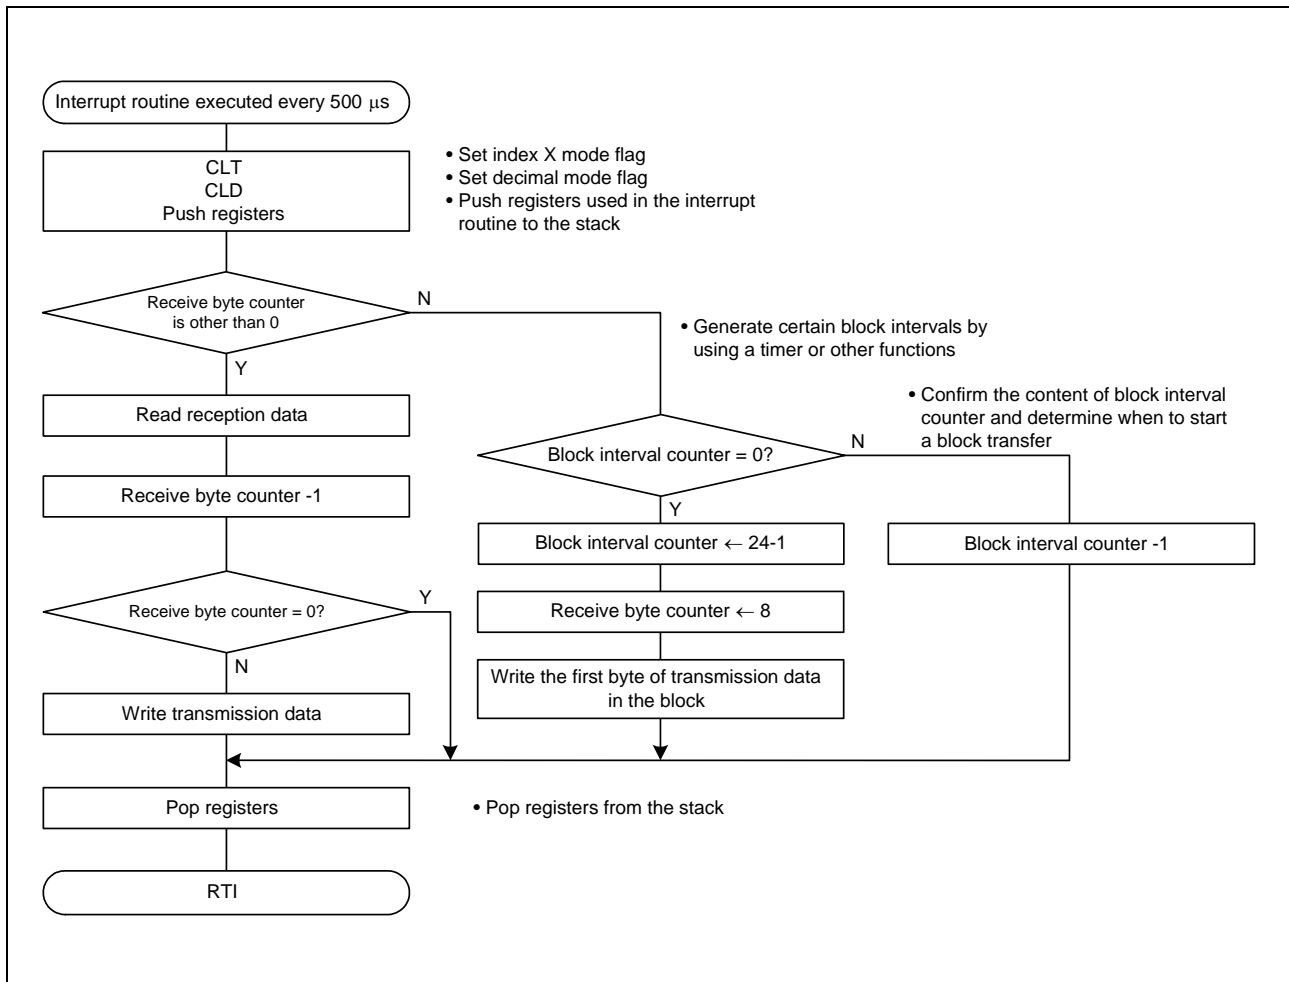 Interrupt routine executed every 500 μs
CLT
CLD
Push registers
• Set index X mode flag
• Set decimal mode flag
• Push registers used in the interrupt
routine to the stack
Receive byte counter
is other than 0
N
Y
• Generate certain block intervals by
using a timer or other functions
Read reception data
• Confirm the content of block interval
counter and determine when to start
a block transfer
Block interval counter = 0?
N
Y
Receive byte counter -1
Block interval counter ← 24-1
Block interval counter -1
Receive byte counter = 0?
Y
N
Receive byte counter ← 8
Write the first byte of transmission data
in the block
Write transmission data
Pop registers
• Pop registers from the stack
RTI